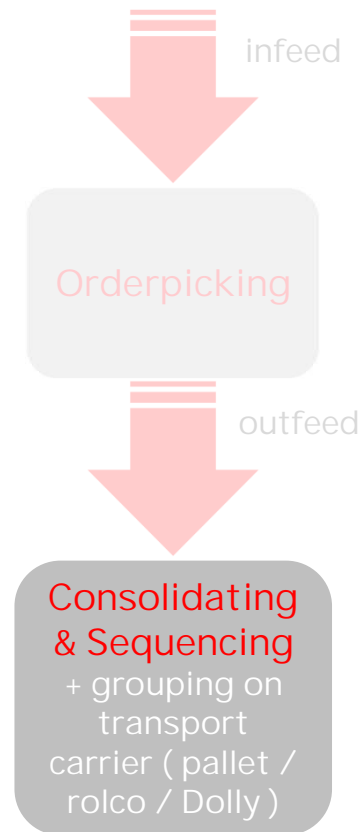 infeed
Orderpicking
outfeed
Consolidating
& Sequencing
+ grouping on
transport
carrier ( pallet /
rolco / Dolly )